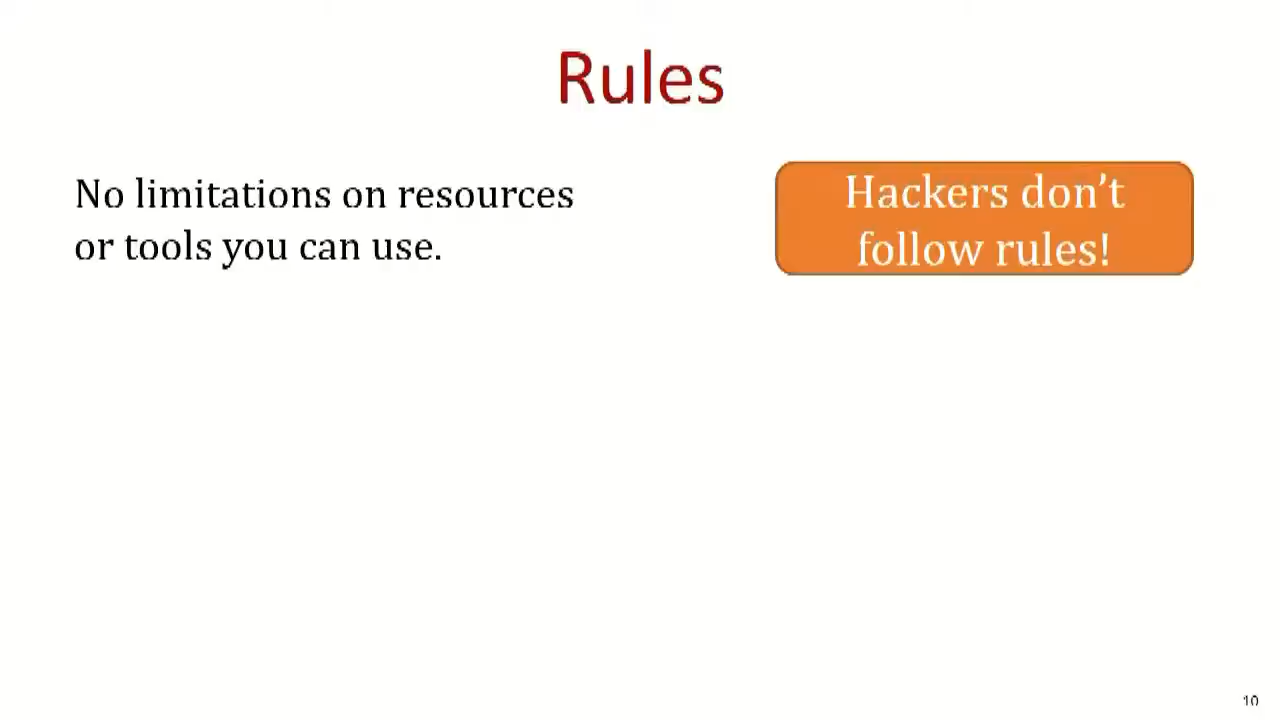 Rules
No limitations on resources
or tools you can use.
Hackers don’t
follow rules!
10